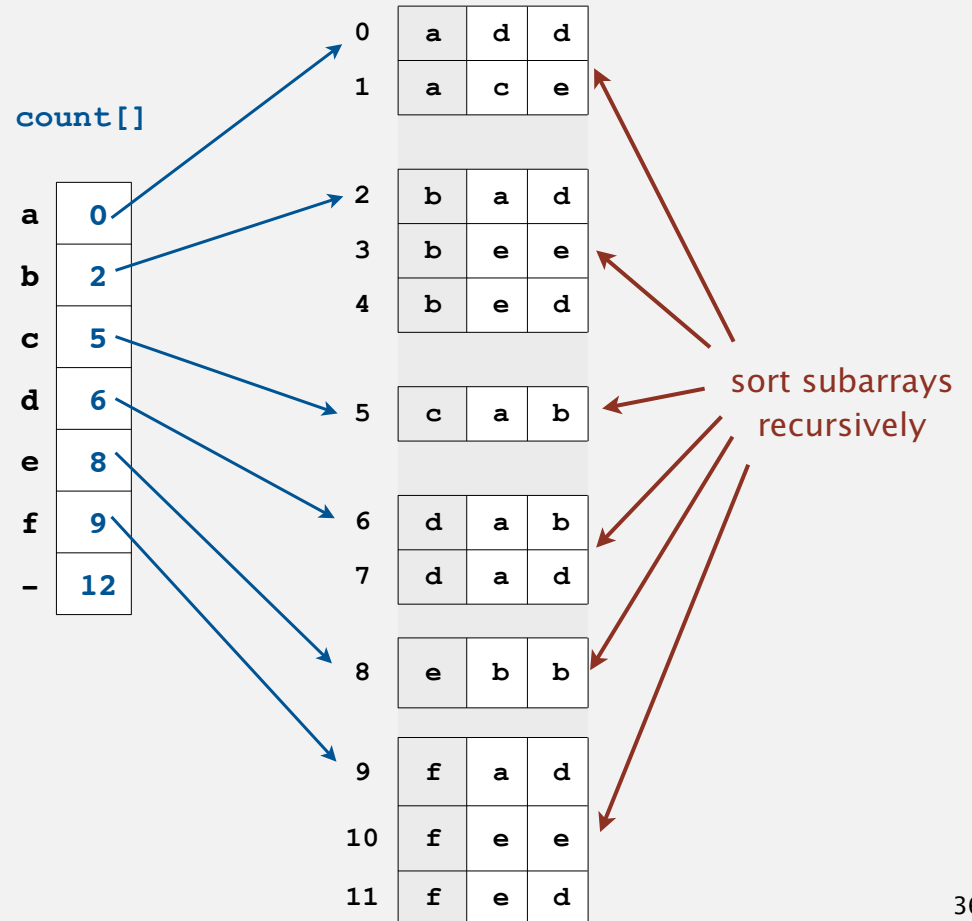 count[]
a 0
b 2
c 5
d 6
e 8
f 9
- 12
0 a d d
1 a c e
2 b a d
3 b e e
4 b e d
5 c a b
6 d a b
7 d a d
8 e b b
9 f a d
10 f e e
11 f e d
sort subarrays
recursively